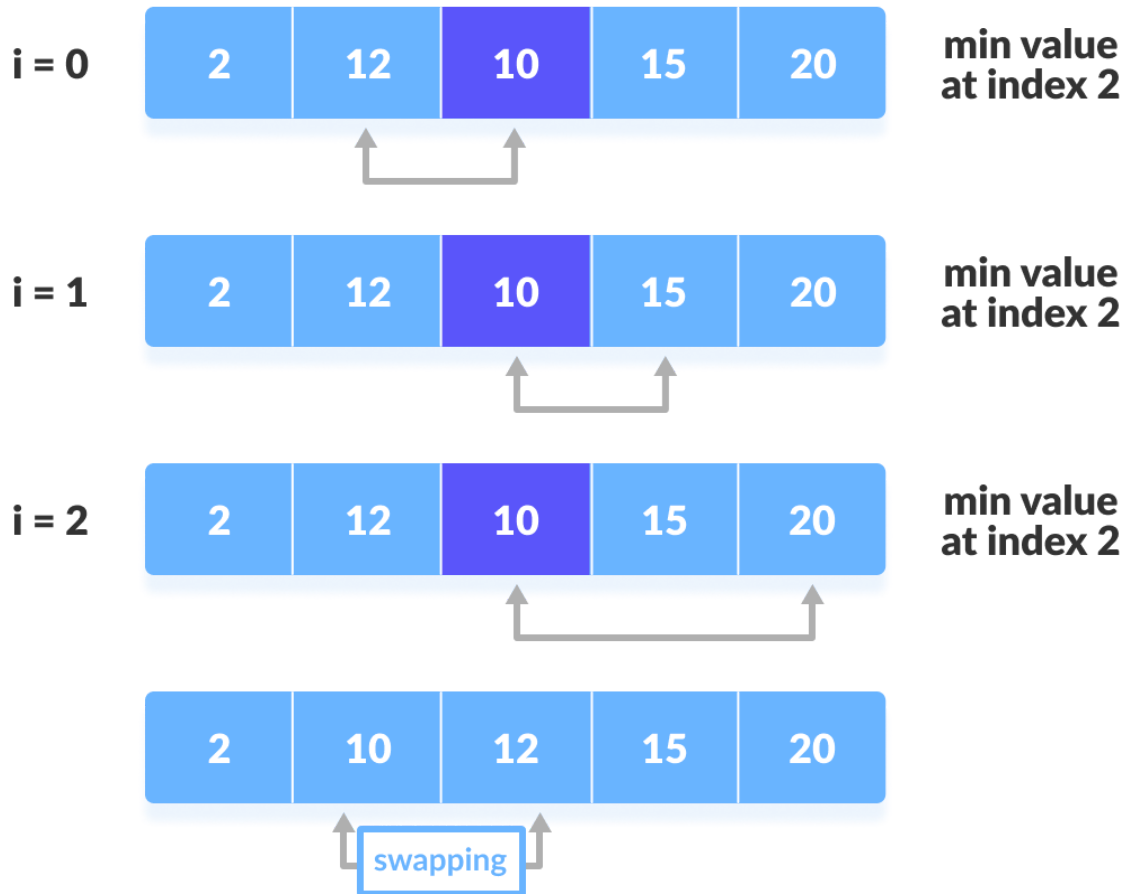 i = 0
2 12 10 15 20
min value
at index 2
i = 1
2 12 10 15 20
min value
at index 2
i = 2
2 12 10 15 20
min value
at index 2
2 10 12 15 20
swapping